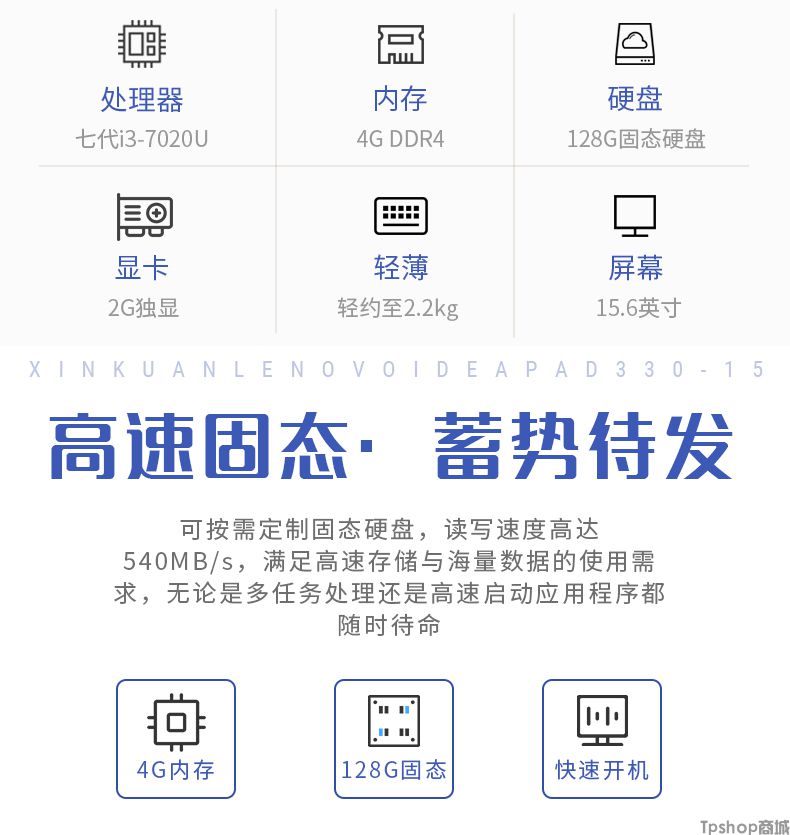 处理器 内存 硬盘
七代i3-7020U 4G DDR4 128G固态硬盘
显卡 轻薄 屏幕
2G独显 轻约至2.2kg 15.6英寸
XINKUANLENOVOIDEAPAD330-15
高速固态· 蓄势待发
可按需定制固态硬盘，读写速度高达
540MB/s，满足高速存储与海量数据的使用需
求，无论是多任务处理还是高速启动应用程序都
随时待命
4G内存 128G固态 快速开机
Tpshop商城